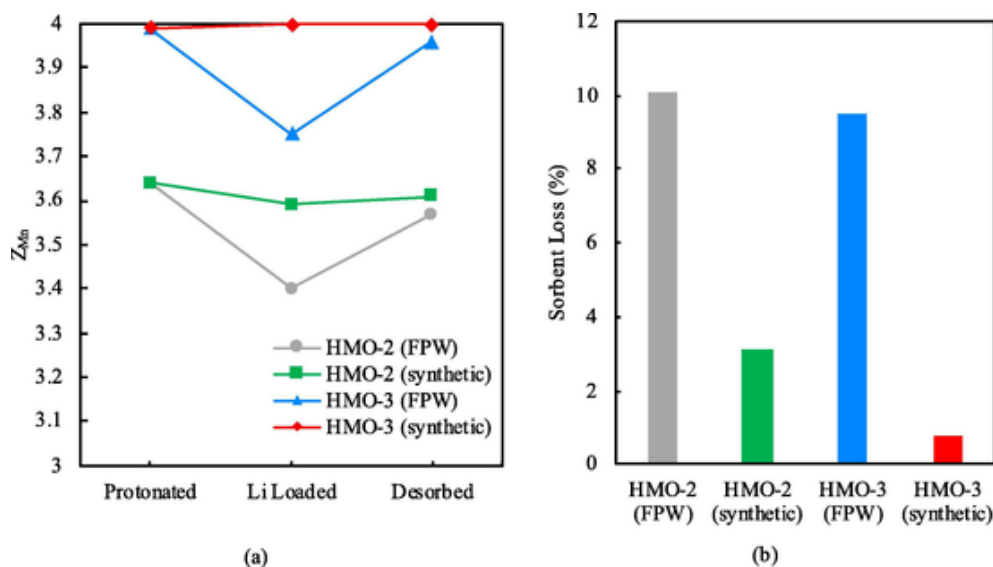 4
3.9
3.8
3.7
3.6
3.5
3.4
3.3
3.2
3.1
3
Z_Mn
HMO-2 (FPW)
HMO-2 (synthetic)
HMO-3 (FPW)
HMO-3 (synthetic)
Protonated
Li Loaded
Desorbed
(a)
12
10
8
6
4
2
0
Sorbent Loss (%)
HMO-2
(FPW)
HMO-2
(synthetic)
HMO-3
(FPW)
HMO-3
(synthetic)
(b)